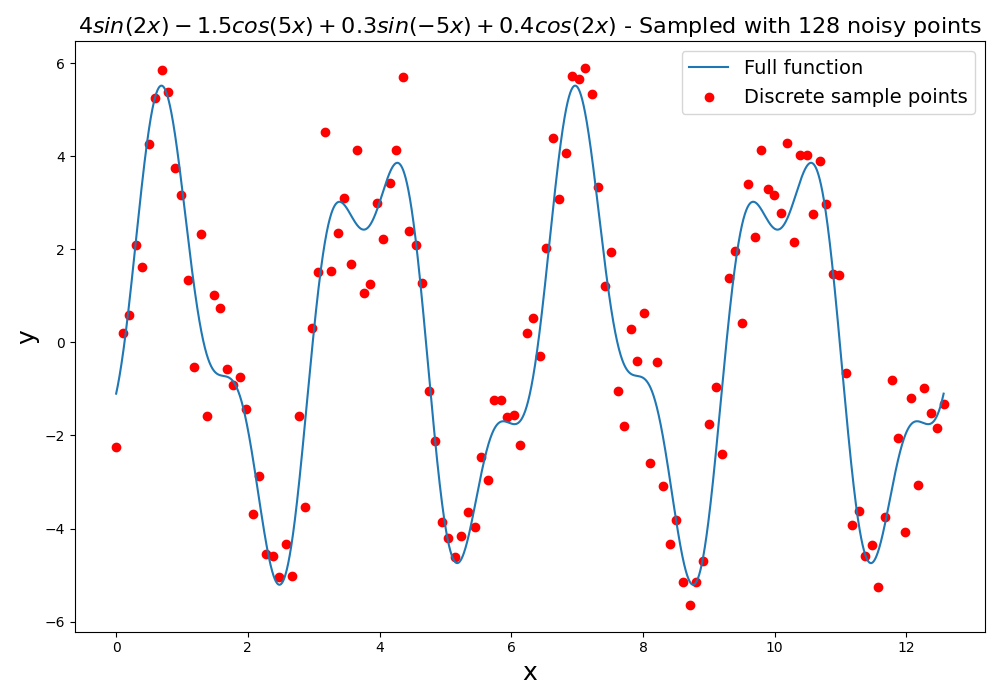 4sin(2x) − 1.5cos(5x) + 0.3sin(−5x) + 0.4cos(2x) - Sampled with 128 noisy points
Full function
Discrete sample points
6
4
2
0
−2
−4
−6
y
0 2 4 6 8 10 12
x